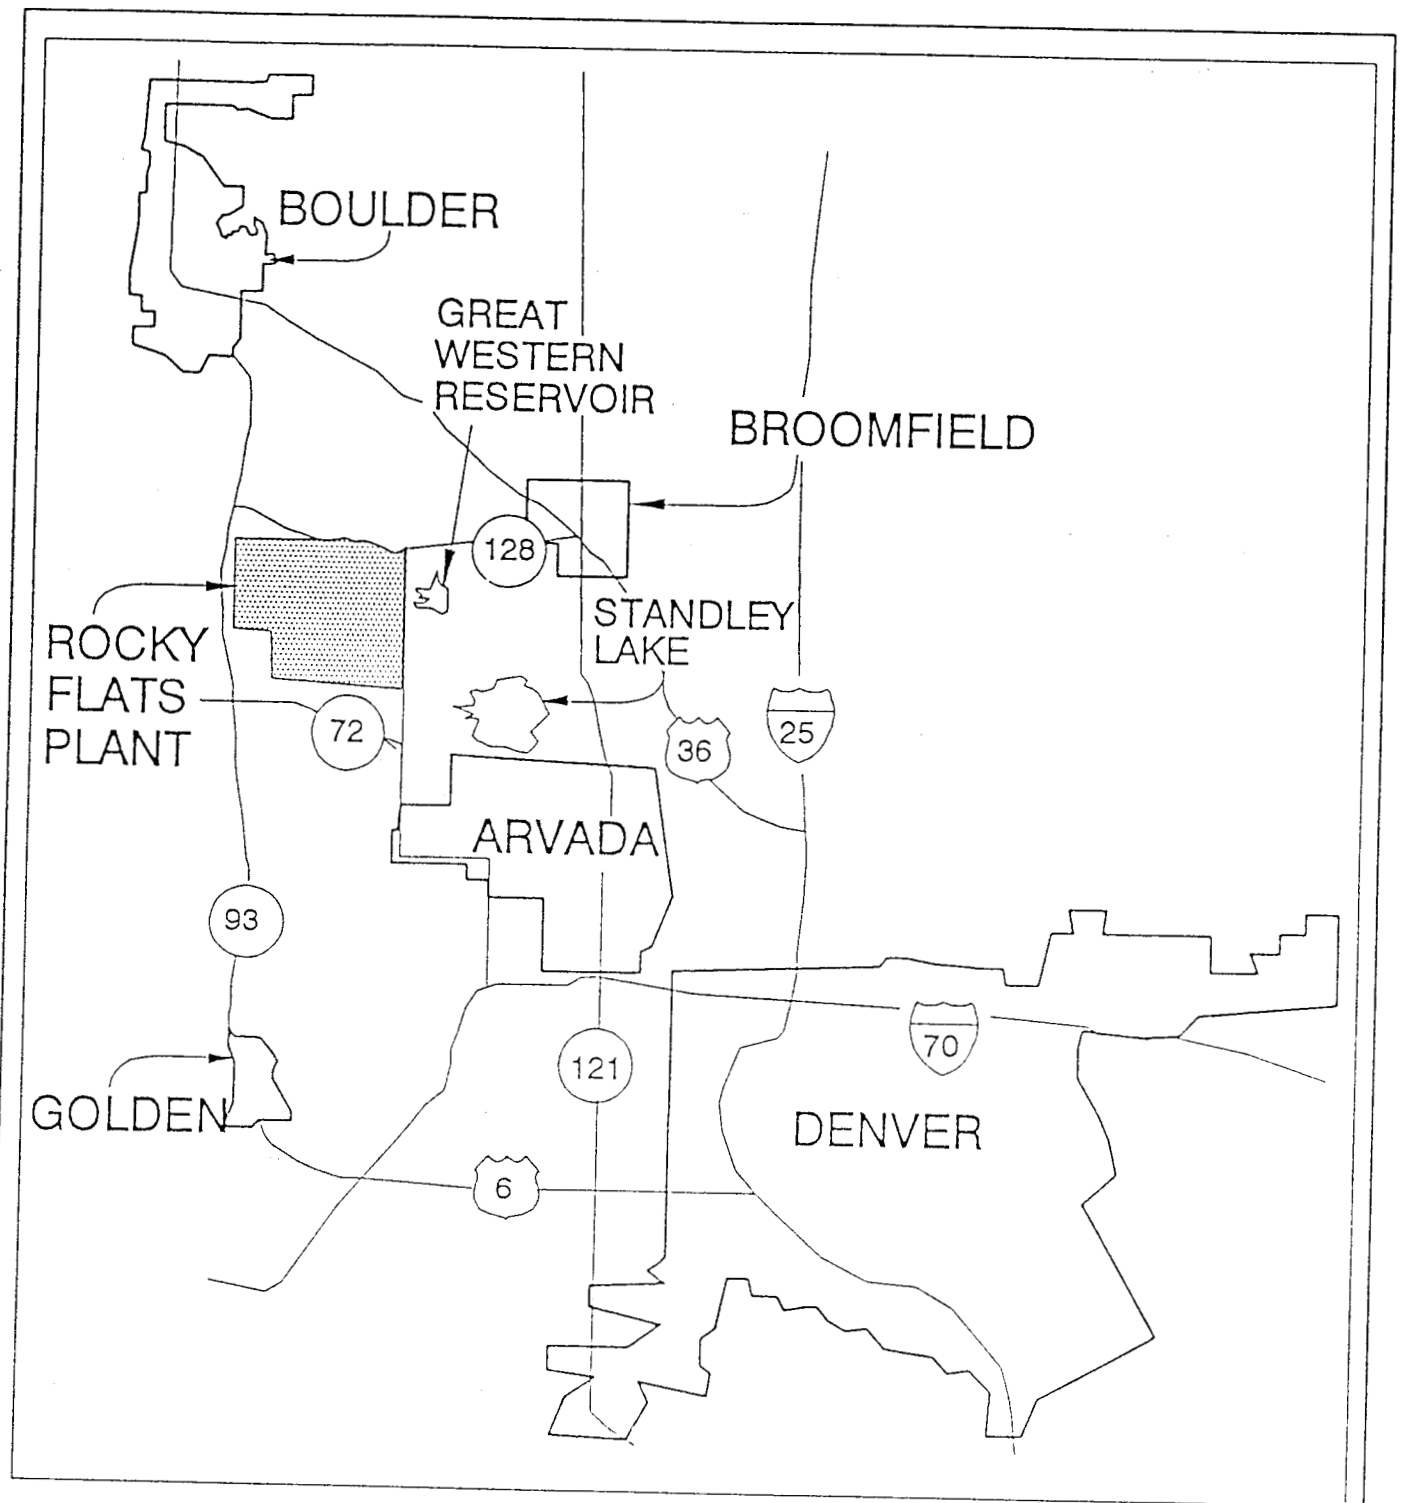 BOULDER
GREAT
WESTERN
RESERVOIR
BROOMFIELD
128
STANDLEY
LAKE
ROCKY
FLATS
PLANT
72
36
25
ARVADA
93
70
121
GOLDEN
DENVER
6